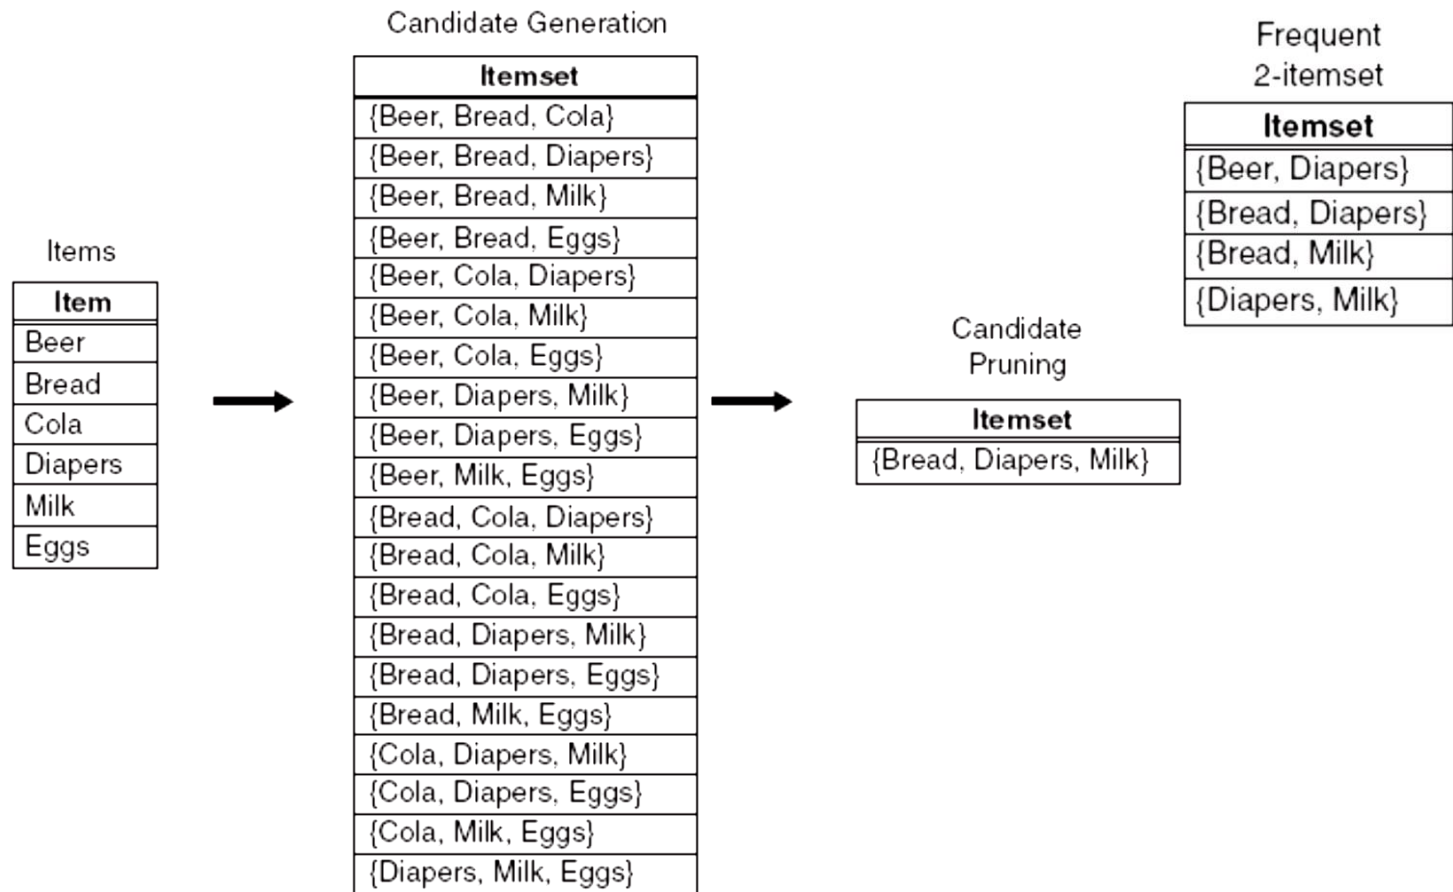 Items
Item
Beer
Bread
Cola
Diapers
Milk
Eggs
Candidate Generation
Itemset
{Beer, Bread, Cola}
{Beer, Bread, Diapers}
{Beer, Bread, Milk}
{Beer, Bread, Eggs}
{Beer, Cola, Diapers}
{Beer, Cola, Milk}
{Beer, Cola, Eggs}
{Beer, Diapers, Milk}
{Beer, Diapers, Eggs}
{Beer, Milk, Eggs}
{Bread, Cola, Diapers}
{Bread, Cola, Milk}
{Bread, Cola, Eggs}
{Bread, Diapers, Milk}
{Bread, Diapers, Eggs}
{Bread, Milk, Eggs}
{Cola, Diapers, Milk}
{Cola, Diapers, Eggs}
{Cola, Milk, Eggs}
{Diapers, Milk, Eggs}
Candidate
Pruning
Itemset
{Bread, Diapers, Milk}
Frequent
2-itemset
Itemset
{Beer, Diapers}
{Bread, Diapers}
{Bread, Milk}
{Diapers, Milk}